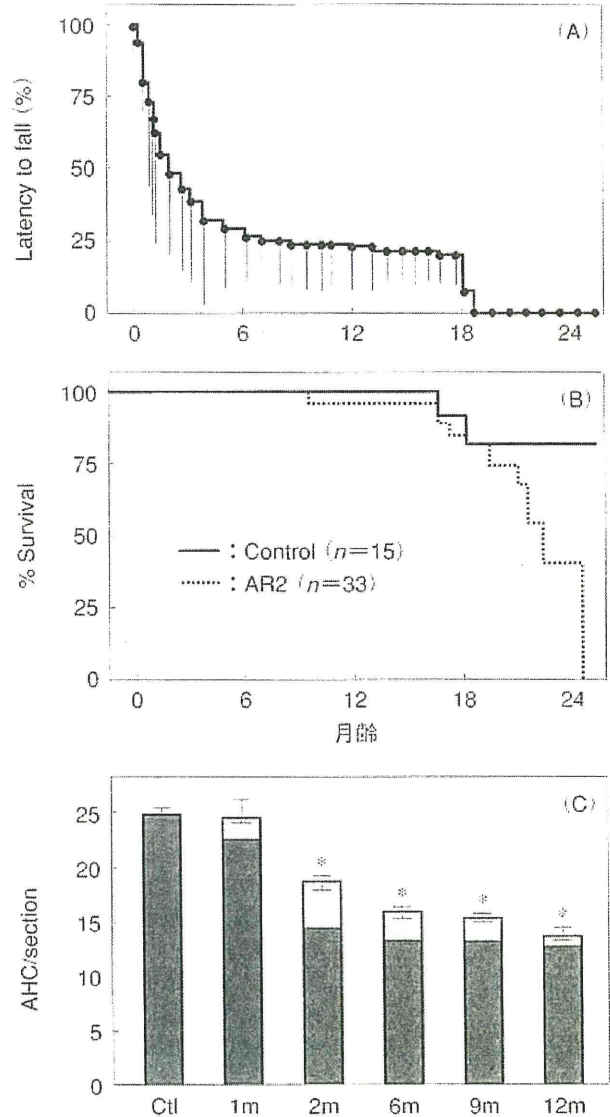 (A)
Latency to fall (%)
100
75
50
25
0
0 6 12 18 24
(B)
% Survival
100
75
50
25
0
: Control (n=15)
: AR2 (n=33)
0 6 12 18 24
月齢
(C)
AHC/section
25
20
15
10
5
0
* * * *
Ctl 1m 2m 6m 9m 12m